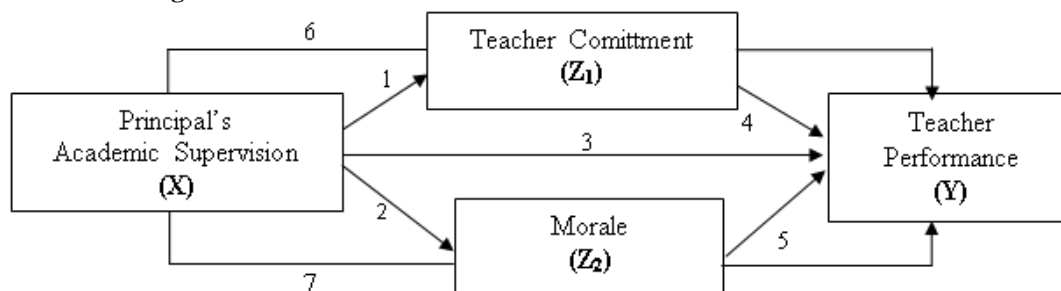 6
Teacher Comittment
(Z1)
1
4
Principal's
Academic Supervision
(X)
3
Teacher
Performance
(Y)
2
Morale
(Z2)
5
7